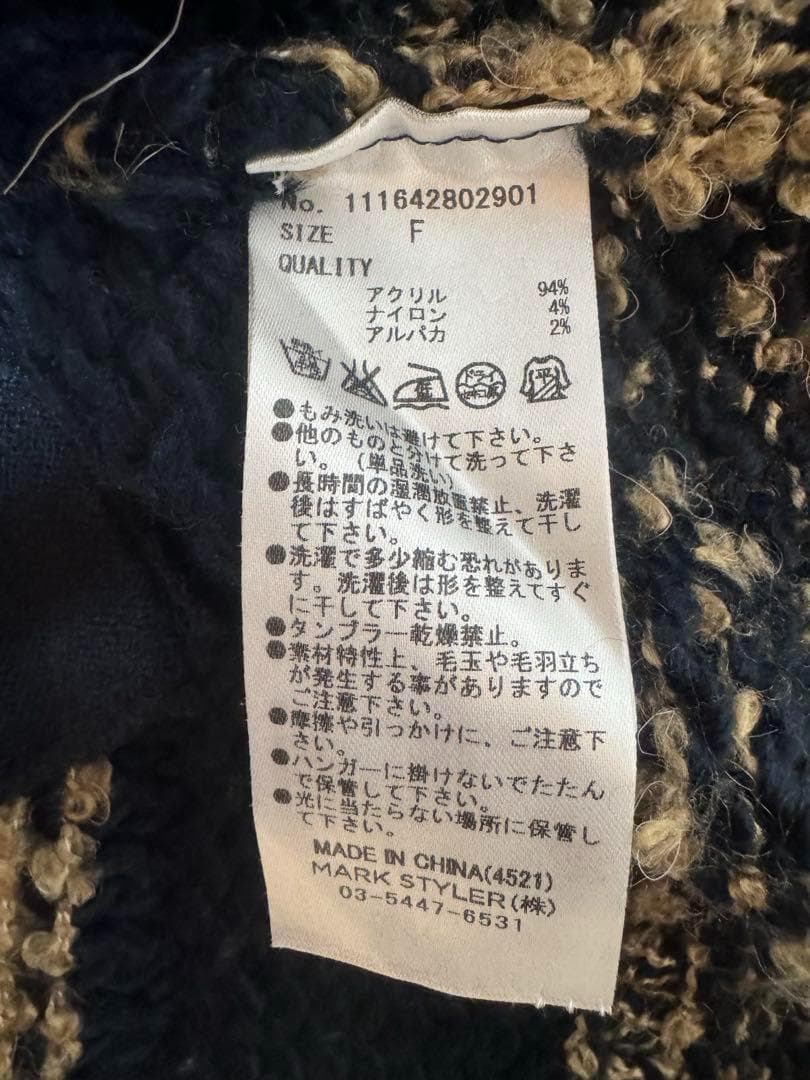 No. 111642802901
SIZE F
QUALITY
アクリル 94%
ナイロン 4%
アルパカ 2%
低
ドライ
平
●もみ洗いは避けて下さい。
●他のものと分けて洗って下さ
い。(単品洗い)
●長時間の湿潤放置禁止、洗濯
後はすばやく形を整えて干し
て下さい。
●洗濯で多少縮む恐れがありま
す。洗濯後は形を整えてすぐ
に干して下さい。
●タンブラー乾燥禁止。
●素材特性上、毛玉や毛羽立ち
が発生する事がありますので
ご注意下さい。
●摩擦や引っかけに、ご注意下
さい。
●ハンガーに掛けないでたたん
で保管して下さい。
●光に当たらない場所に保管し
て下さい。
MADE IN CHINA(4521)
MARK STYLER(株)
03-5447-6531